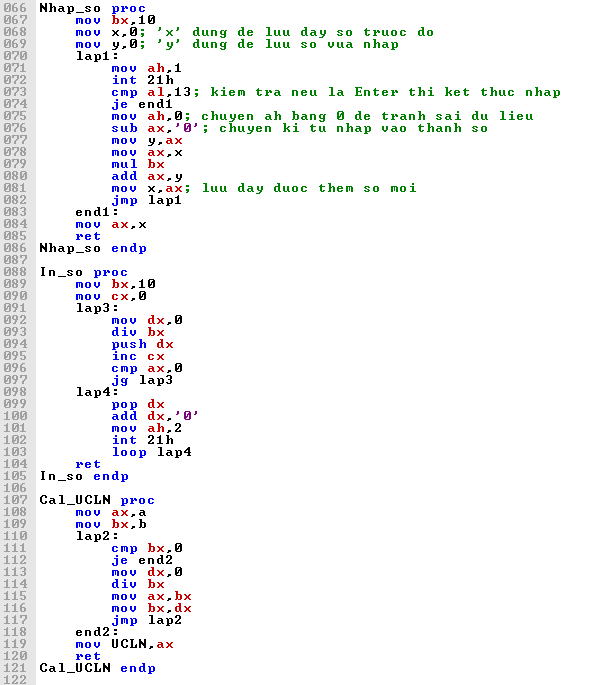 066 Nhap_so proc
067     mov bx,10
068     mov x,0; 'x' dung de luu day so truoc do
069     mov y,0; 'y' dung de luu so vua nhap
070     lap1:
071         mov ah,1
072         int 21h
073         cmp al,13; kiem tra neu la Enter thi ket thuc nhap
074         je end1
075         mov ah,0; chuyen ah bang 0 de tranh sai du lieu
076         sub ax,'0'; chuyen ki tu nhap vao thanh so
077         mov y,ax
078         mov ax,x
079         mul bx
080         add ax,y
081         mov x,ax; luu day duoc them so moi
082         jmp lap1
083     end1:
084     mov ax,x
085     ret
086 Nhap_so endp
087
088 In_so proc
089     mov bx,10
090     mov cx,0
091     lap3:
092         mov dx,0
093         div bx
094         push dx
095         inc cx
096         cmp ax,0
097         jg lap3
098     lap4:
099         pop dx
100         add dx,'0'
101         mov ah,2
102         int 21h
103         loop lap4
104     ret
105 In_so endp
106
107 Cal_UCLN proc
108     mov ax,a
109     mov bx,b
110     lap2:
111         cmp bx,0
112         je end2
113         mov dx,0
114         div bx
115         mov ax,bx
116         mov bx,dx
117         jmp lap2
118     end2:
119     mov UCLN,ax
120     ret
121 Cal_UCLN endp
122